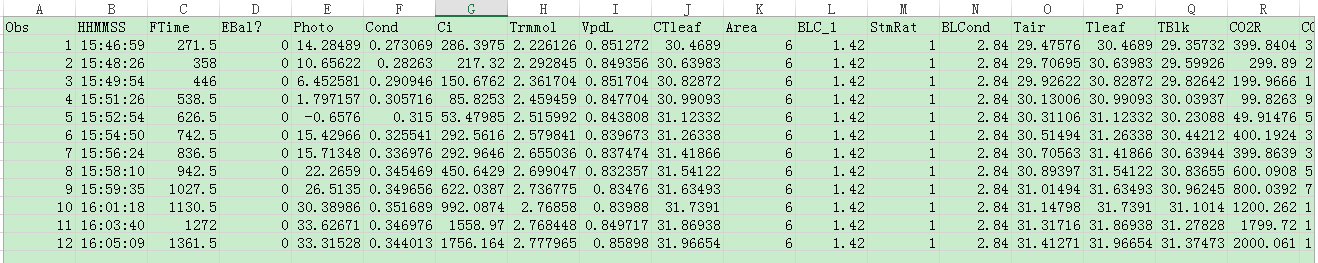 A B C D E F G H I J K L M N O P Q R
Obs HHMMSS FTime EBal? Photo Cond Ci Trmmol VpdL CTleaf Area BLC_1 StmRat BLCond Tair Tleaf TBlk CO2R CO
1 15:46:59 271.5 0 14.28489 0.273069 286.3975 2.226126 0.851272 30.4689 6 1.42 1 2.84 29.47576 30.4689 29.35732 399.8404 3
2 15:48:26 358 0 10.65622 0.28263 217.32 2.292845 0.849356 30.63983 6 1.42 1 2.84 29.70695 30.63983 29.59926 299.89 2
3 15:49:54 446 0 6.452581 0.290946 150.6762 2.361704 0.851704 30.82872 6 1.42 1 2.84 29.92622 30.82872 29.82642 199.9666 1
4 15:51:26 538.5 0 1.797157 0.305716 85.8253 2.459459 0.847704 30.99093 6 1.42 1 2.84 30.13006 30.99093 30.03937 99.8263 9
5 15:52:54 626.5 0 -0.6576 0.315 53.47985 2.515992 0.843808 31.12332 6 1.42 1 2.84 30.31106 31.12332 30.23088 49.91476 5
6 15:54:50 742.5 0 15.42966 0.325541 292.5616 2.579841 0.839673 31.26338 6 1.42 1 2.84 30.51494 31.26338 30.44212 400.1924 3
7 15:56:24 836.5 0 15.71348 0.336976 292.9646 2.655036 0.837474 31.41866 6 1.42 1 2.84 30.70563 31.41866 30.63944 399.8639 3
8 15:58:10 942.5 0 22.2659 0.345469 450.6429 2.699047 0.832357 31.54122 6 1.42 1 2.84 30.89397 31.54122 30.83655 600.0908 5
9 15:59:35 1027.5 0 26.5135 0.349656 622.0387 2.736775 0.83476 31.63493 6 1.42 1 2.84 31.01494 31.63493 30.96245 800.0392 7
10 16:01:18 1130.5 0 30.38986 0.351689 992.0874 2.76858 0.83988 31.7391 6 1.42 1 2.84 31.14798 31.7391 31.1014 1200.262 1
11 16:03:40 1272 0 33.62671 0.346976 1558.97 2.768448 0.849717 31.86938 6 1.42 1 2.84 31.31716 31.86938 31.27828 1799.72 1
12 16:05:09 1361.5 0 33.31528 0.344013 1756.164 2.777965 0.85898 31.96654 6 1.42 1 2.84 31.41271 31.96654 31.37473 2000.061 1